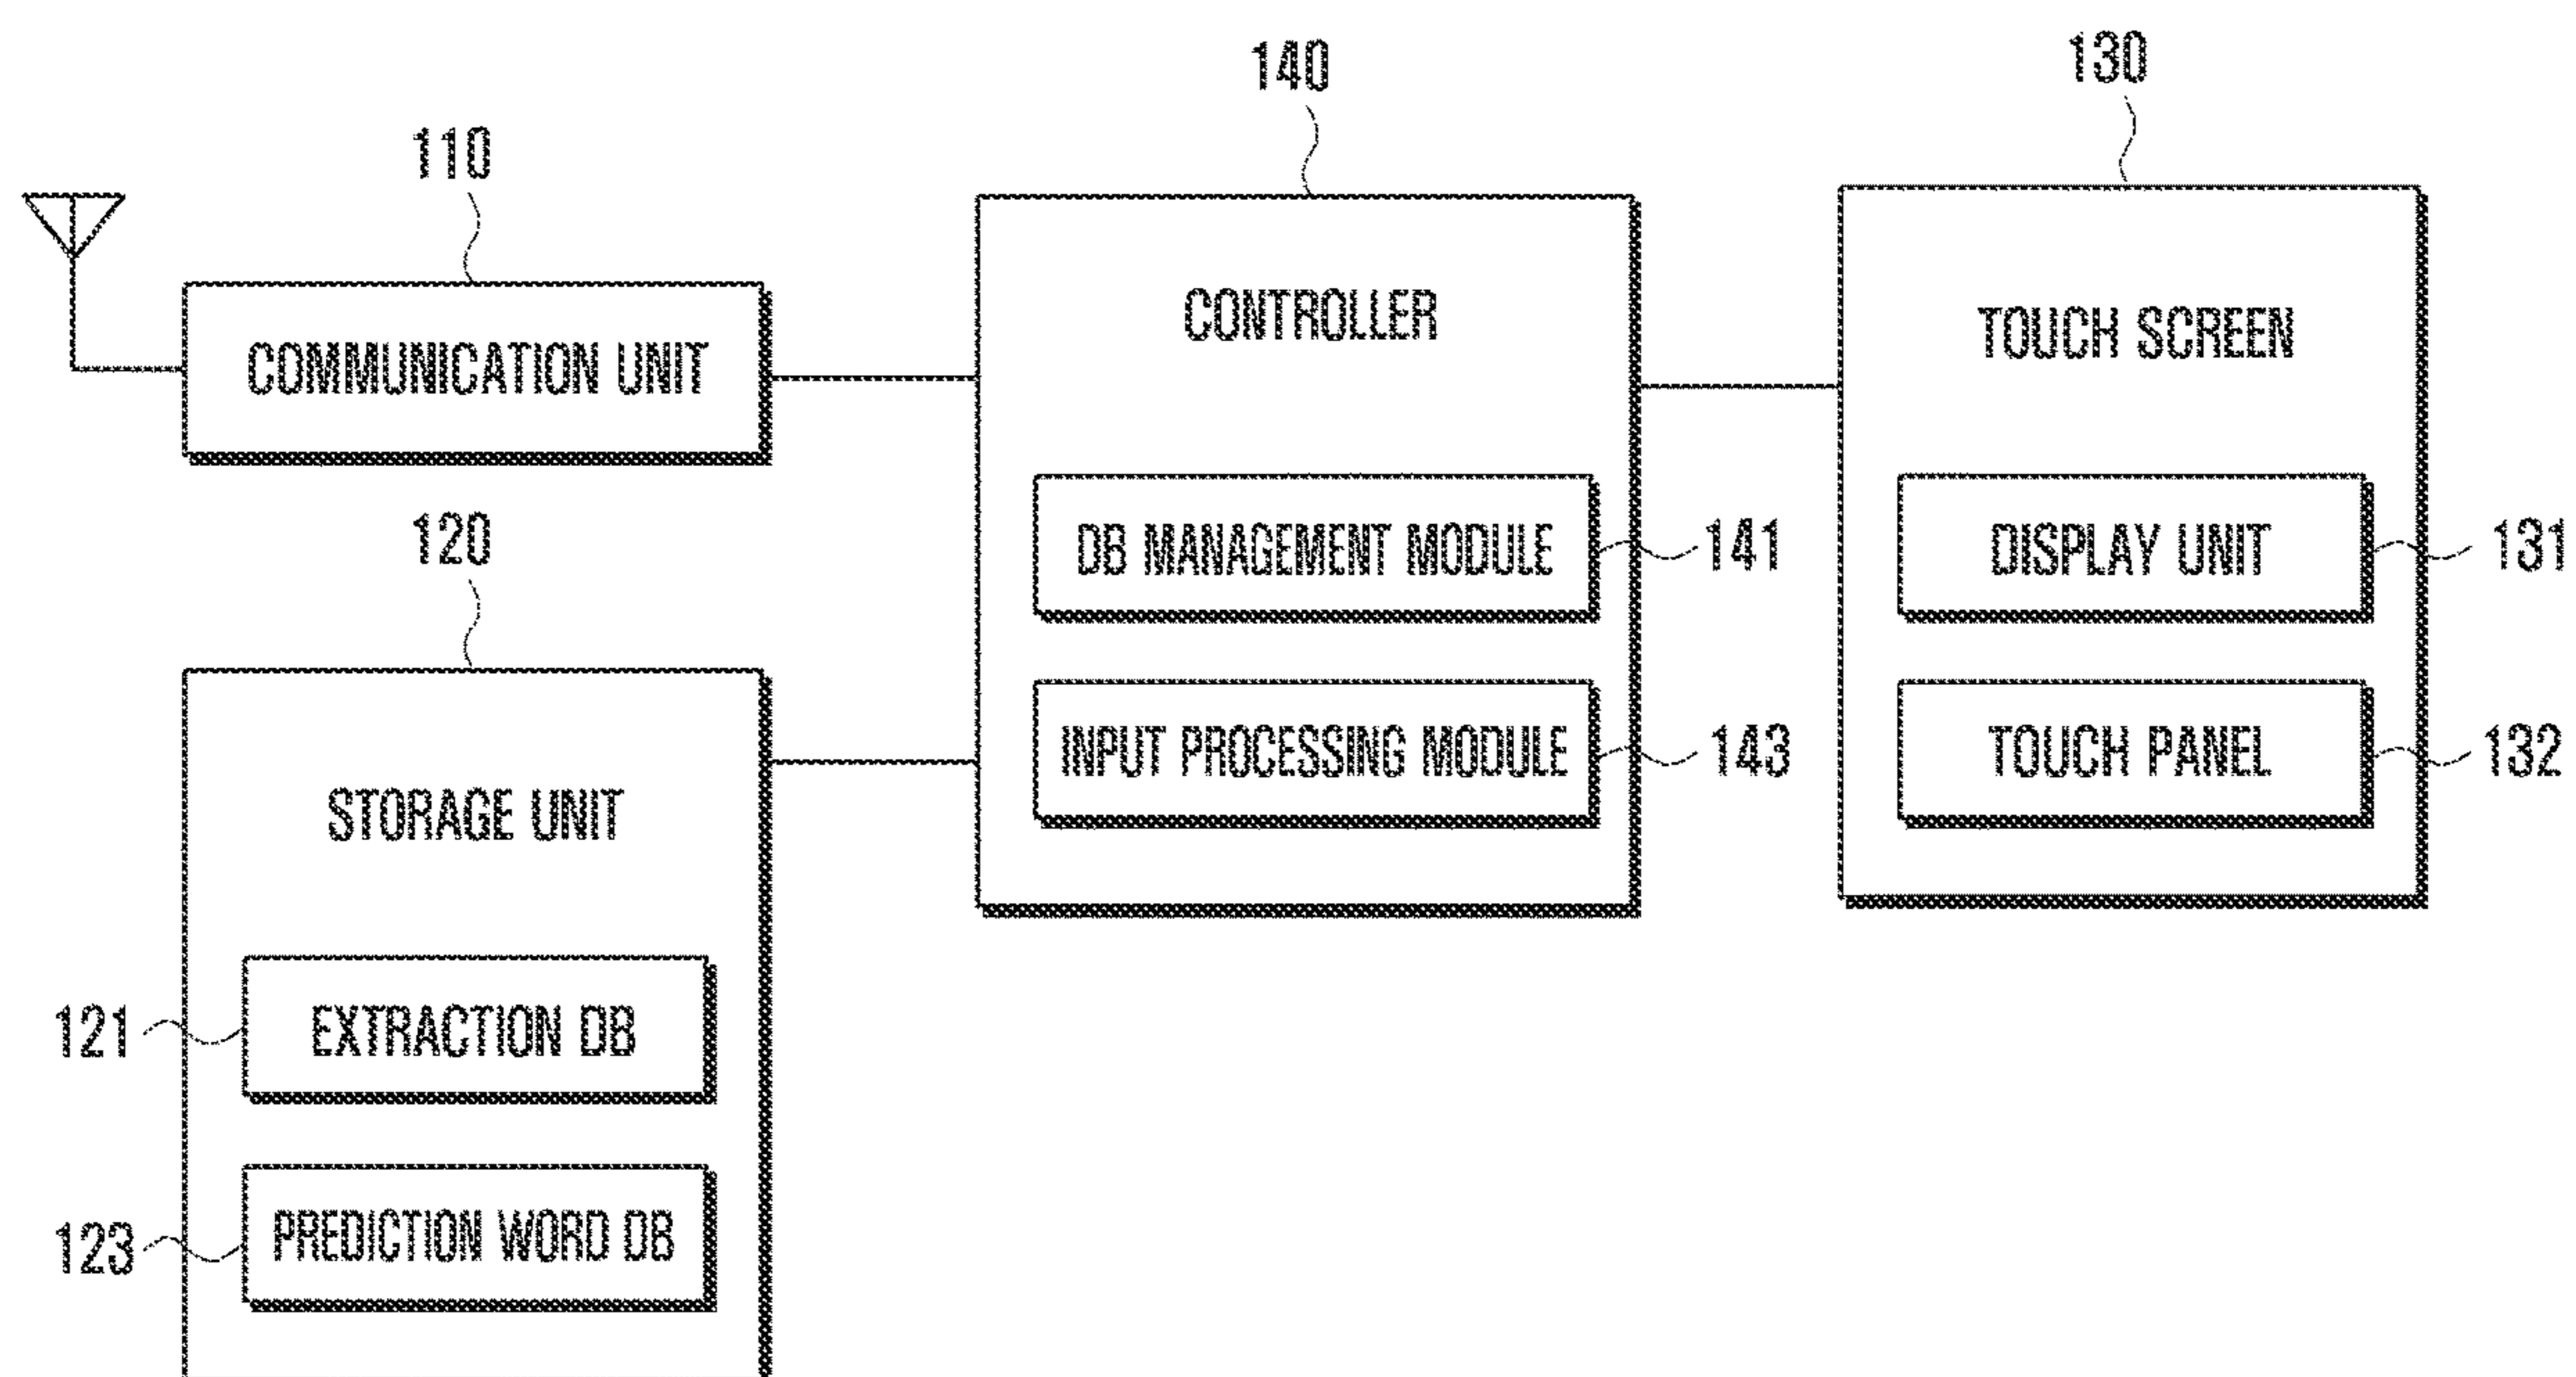 110
COMMUNICATION UNIT
120
STORAGE UNIT
121
EXTRACTION DB
123
PREDICTION WORD DB
140
CONTROLLER
DB MANAGEMENT MODULE
141
INPUT PROCESSING MODULE
143
130
TOUCH SCREEN
DISPLAY UNIT
131
TOUCH PANEL
132